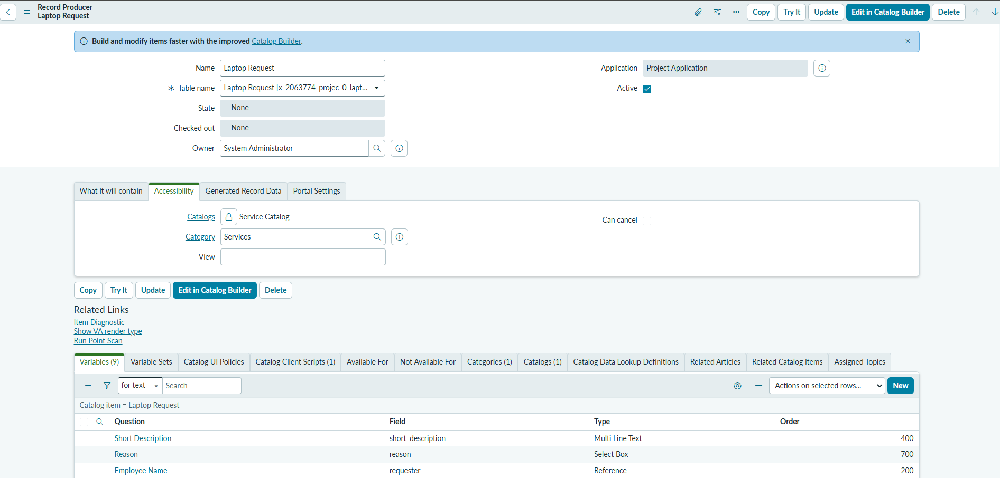 Record Producer
Laptop Request
Copy Try It Update Edit in Catalog Builder Delete
Build and modify items faster with the improved Catalog Builder.
Name Laptop Request Application Project Application
Table name Laptop Request [x_2063774_projec_0_lapt... Active
State -- None --
Checked out -- None --
Owner System Administrator
What it will contain Accessibility Generated Record Data Portal Settings
Catalogs Service Catalog Can cancel
Category Services
View
Copy Try It Update Edit in Catalog Builder Delete
Related Links
Item Diagnostic
Show VA render type
Run Point Scan
Variables (9) Variable Sets Catalog UI Policies Catalog Client Scripts (1) Available For Not Available For Categories (1) Catalogs (1) Catalog Data Lookup Definitions Related Articles Related Catalog Items Assigned Topics
for text Search Actions on selected rows... New
Catalog item = Laptop Request
Question Field Type Order
Short Description short_description Multi Line Text 400
Reason reason Select Box 700
Employee Name requester Reference 200